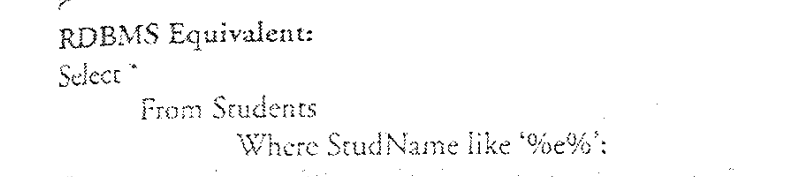 RDBMS Equivalent:
Select *
From Students
Where StudName like ‘%e%’;